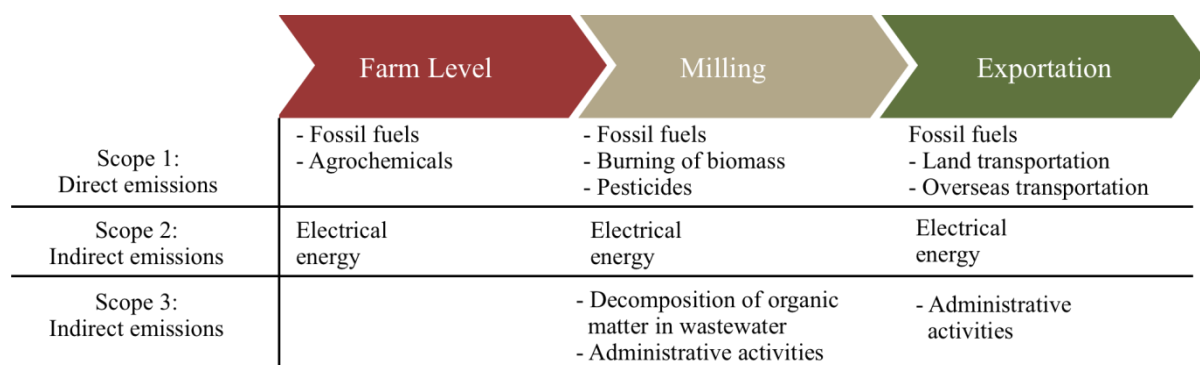 Farm Level
Milling
Exportation
Scope 1:
Direct emissions
- Fossil fuels
- Agrochemicals
- Fossil fuels
- Burning of biomass
- Pesticides
Fossil fuels
- Land transportation
- Overseas transportation
Scope 2:
Indirect emissions
Electrical
energy
Electrical
energy
Electrical
energy
Scope 3:
Indirect emissions
- Decomposition of organic
matter in wastewater
- Administrative activities
- Administrative
activities